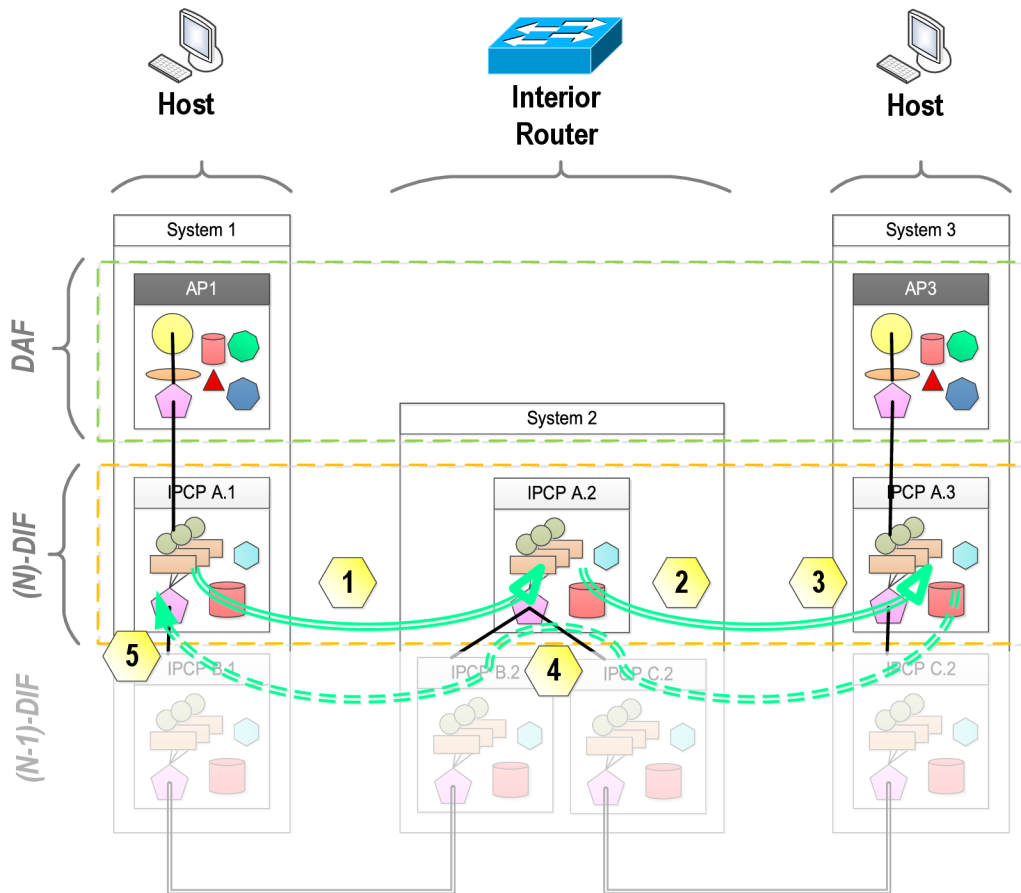 Host
Interior
Router
Host
System 1
System 3
DAF
AP1
AP3
System 2
(N)-DIF
IPCP A.1
IPCP A.2
IPCP A.3
1
2
3
5
4
(N-1)-DIF
IPCP B.1
IPCP B.2
IPCP C.2
IPCP C.2